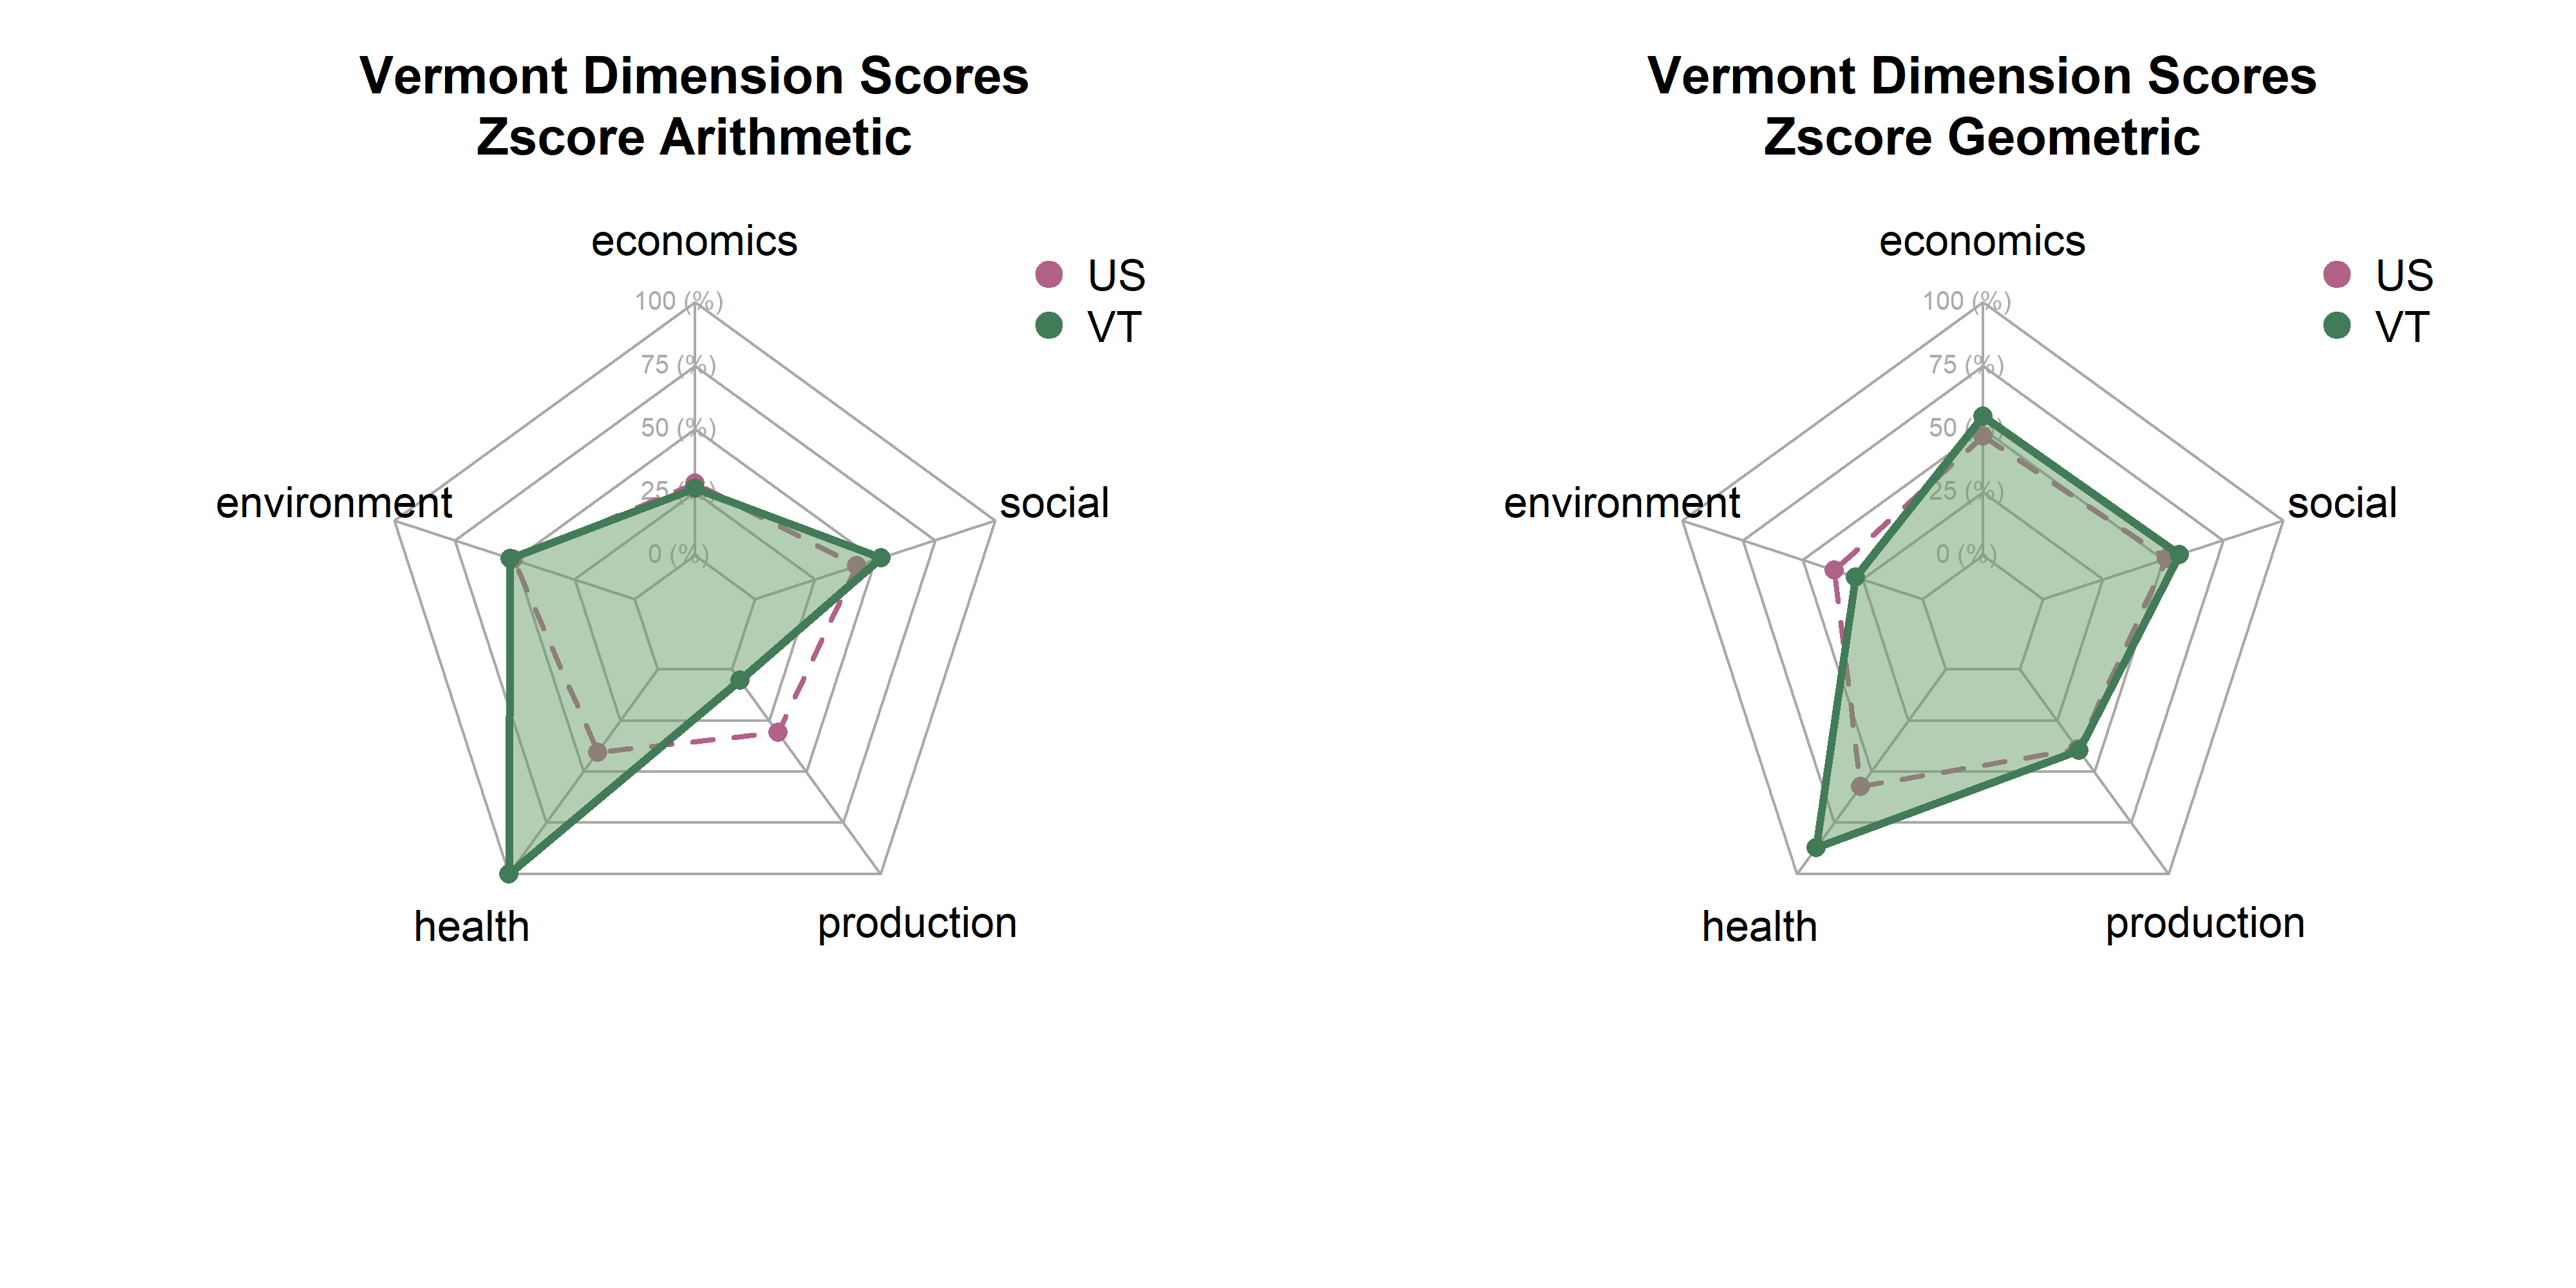 Vermont Dimension Scores
Zscore Arithmetic
economics
US
VT
100 (%)
75 (%)
50 (%)
25 (%)
0 (%)
environment
social
health
production
Vermont Dimension Scores
Zscore Geometric
economics
US
VT
100 (%)
75 (%)
50 (%)
25 (%)
0 (%)
environment
social
health
production